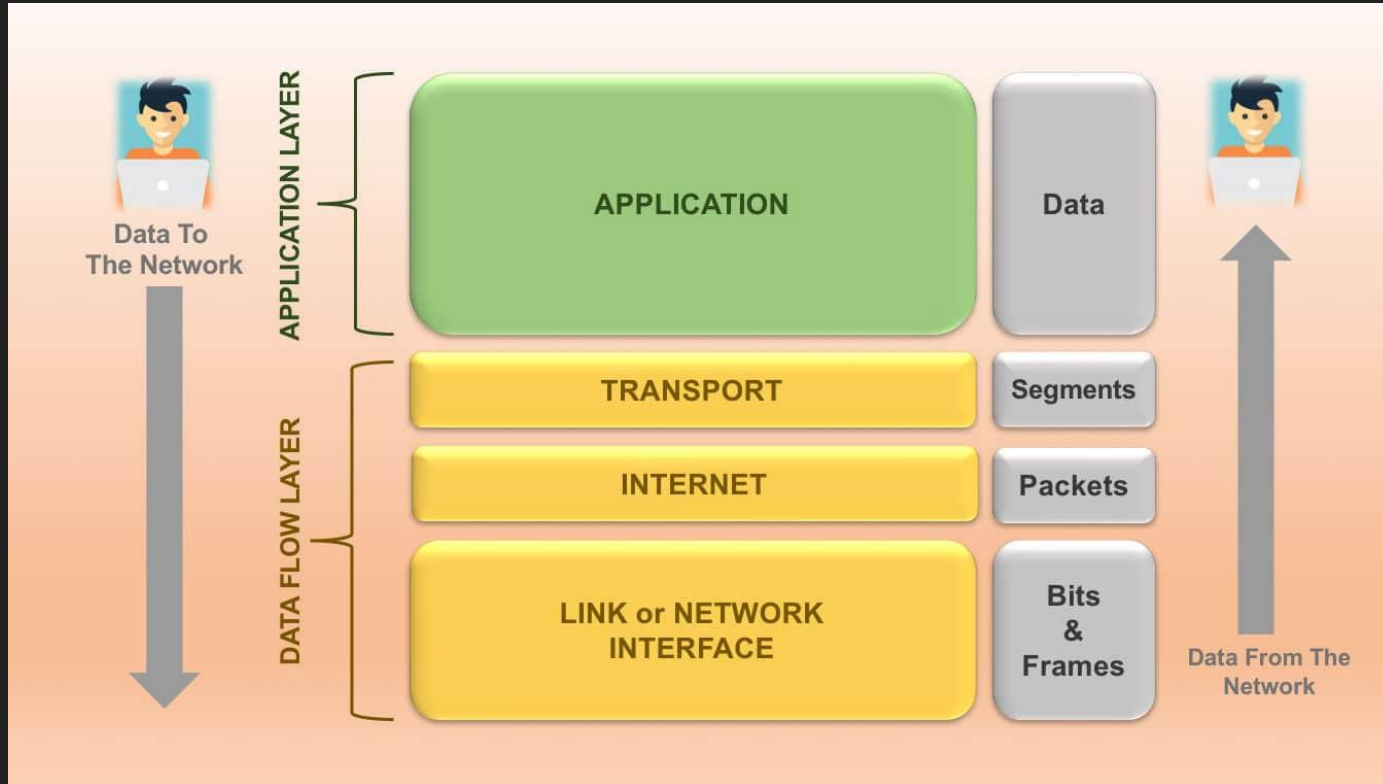 Data To
The Network
APPLICATION LAYER
APPLICATION
Data
DATA FLOW LAYER
TRANSPORT
Segments
INTERNET
Packets
LINK or NETWORK
INTERFACE
Bits
&
Frames
Data From The
Network